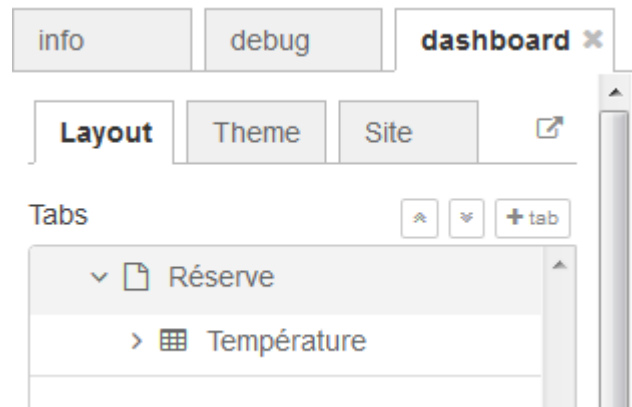 info debug dashboard
Layout Theme Site
Tabs + tab
Réserve
Température